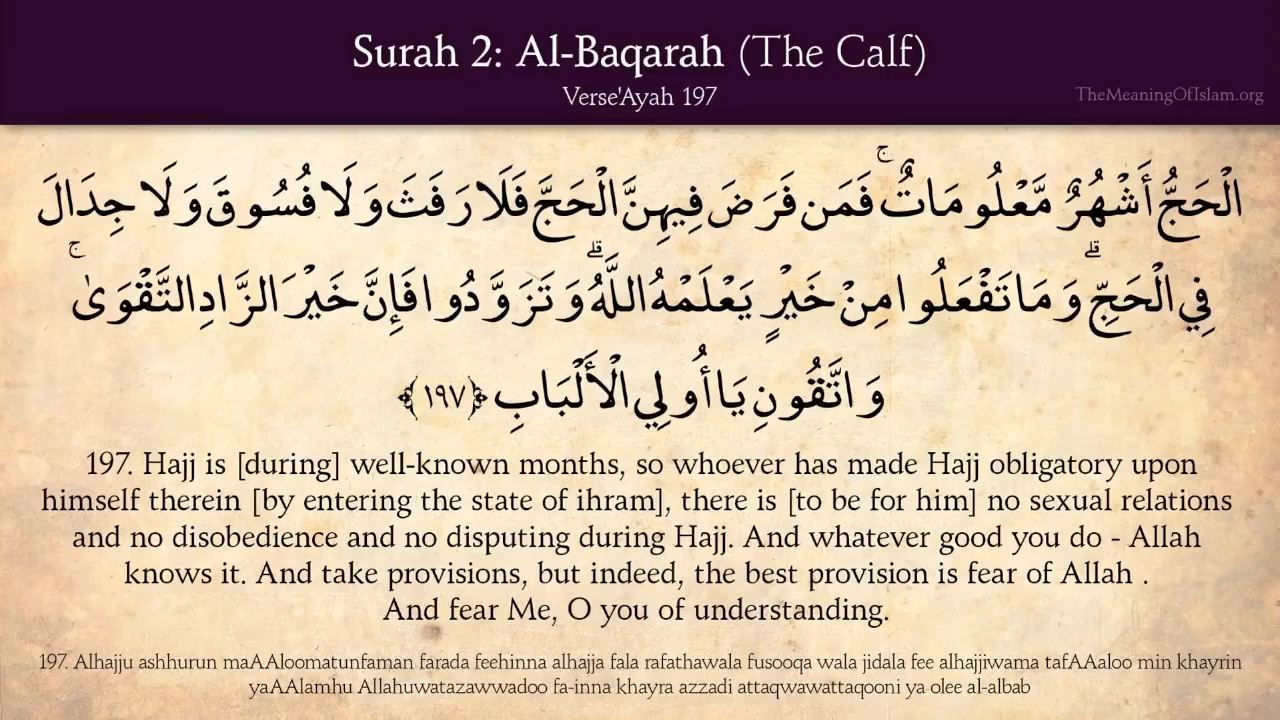 Surah 2: Al-Baqarah (The Calf)
Verse'Ayah 197
TheMeaningOfIslam.org
الْحَجُّ أَشْهُرٌ مَّعْلُومَاتٌ ۚ فَمَن فَرَضَ فِيهِنَّ الْحَجَّ فَلَا رَفَثَ وَلَا فُسُوقَ وَلَا جِدَالَ
فِي الْحَجِّ ۗ وَمَا تَفْعَلُوا مِنْ خَيْرٍ يَعْلَمْهُ اللَّهُ ۗ وَتَزَوَّدُوا فَإِنَّ خَيْرَ الزَّادِ التَّقْوَىٰ ۚ
وَاتَّقُونِ يَا أُولِي الْأَلْبَابِ ﴿١٩٧﴾
197. Hajj is [during] well-known months, so whoever has made Hajj obligatory upon
himself therein [by entering the state of ihram], there is [to be for him] no sexual relations
and no disobedience and no disputing during Hajj. And whatever good you do - Allah
knows it. And take provisions, but indeed, the best provision is fear of Allah .
And fear Me, O you of understanding.
197. Alhajju ashhurun maAAloomatunfaman farada feehinna alhajja fala rafathawala fusooqa wala jidala fee alhajjiwama tafAAaloo min khayrin
yaAAlamhu Allahuwatazawwadoo fa-inna khayra azzadi attaqwawattaqooni ya olee al-albab